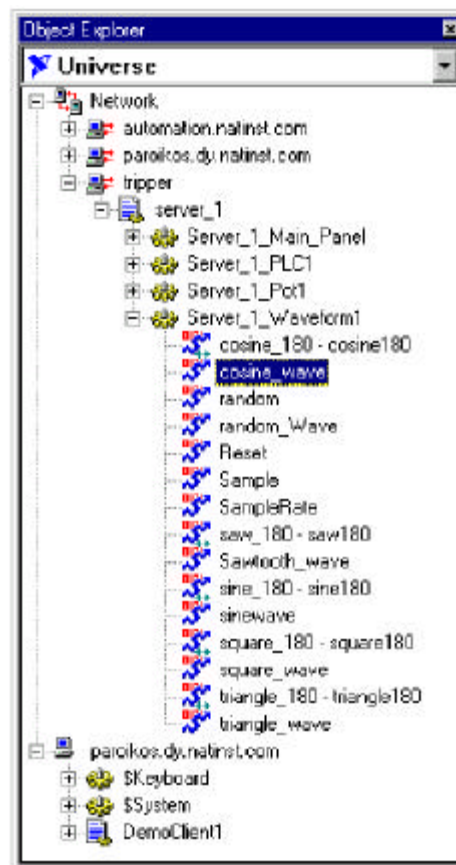 Object Explorer
Universe
Network
automation.natinst.com
paroikos.dy.natinst.com
tripper
server_1
Server_1_Main_Panel
Server_1_PLC1
Server_1_Pot1
Server_1_Waveform1
cosine_180 - cosine180
cosine_wave
random
random_Wave
Reset
Sample
SampleRate
saw_180 - saw180
Sawtooth_wave
sine_180 - sine180
sinewave
square_180 - square180
square_wave
triangle_180 - triangle180
triangle_wave
paroikos.dy.natinst.com
$Keyboard
$System
DemoClient1